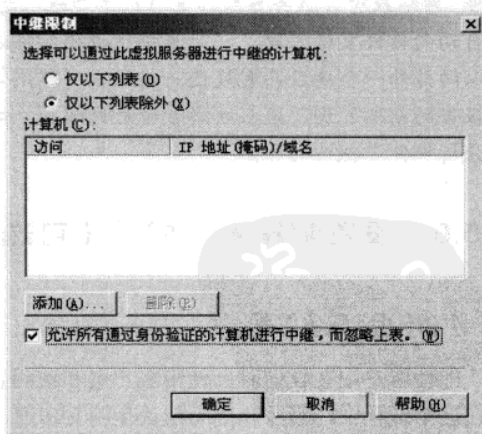 中继限制
选择可以通过此虚拟服务器进行中继的计算机:
仅以下列表(O)
仅以下列表除外(X)
计算机(C):
访问 IP 地址(掩码)/域名
添加(A)... 删除(R)
允许所有通过身份验证的计算机进行中继，而忽略上表。(W)
确定 取消 帮助(H)